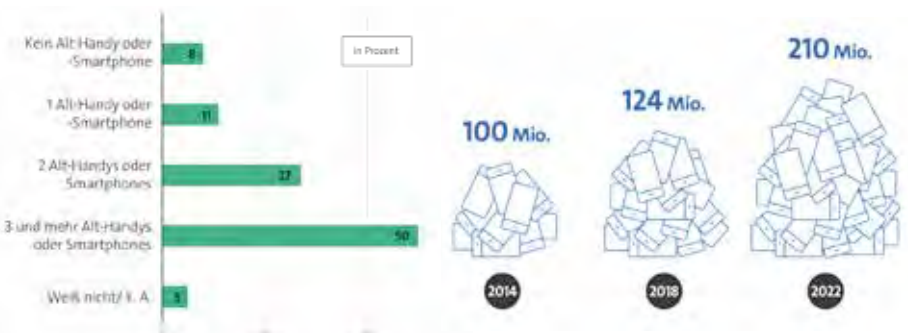 Kein Alt-Handy oder
-Smartphone
8
In Prozent
1 Alt-Handy oder
-Smartphone
11
2 Alt-Handys oder
Smartphones
27
3 und mehr Alt-Handys
oder Smartphones
50
Weiß nicht/ k. A.
5
100 Mio.
124 Mio.
210 Mio.
2014
2018
2022